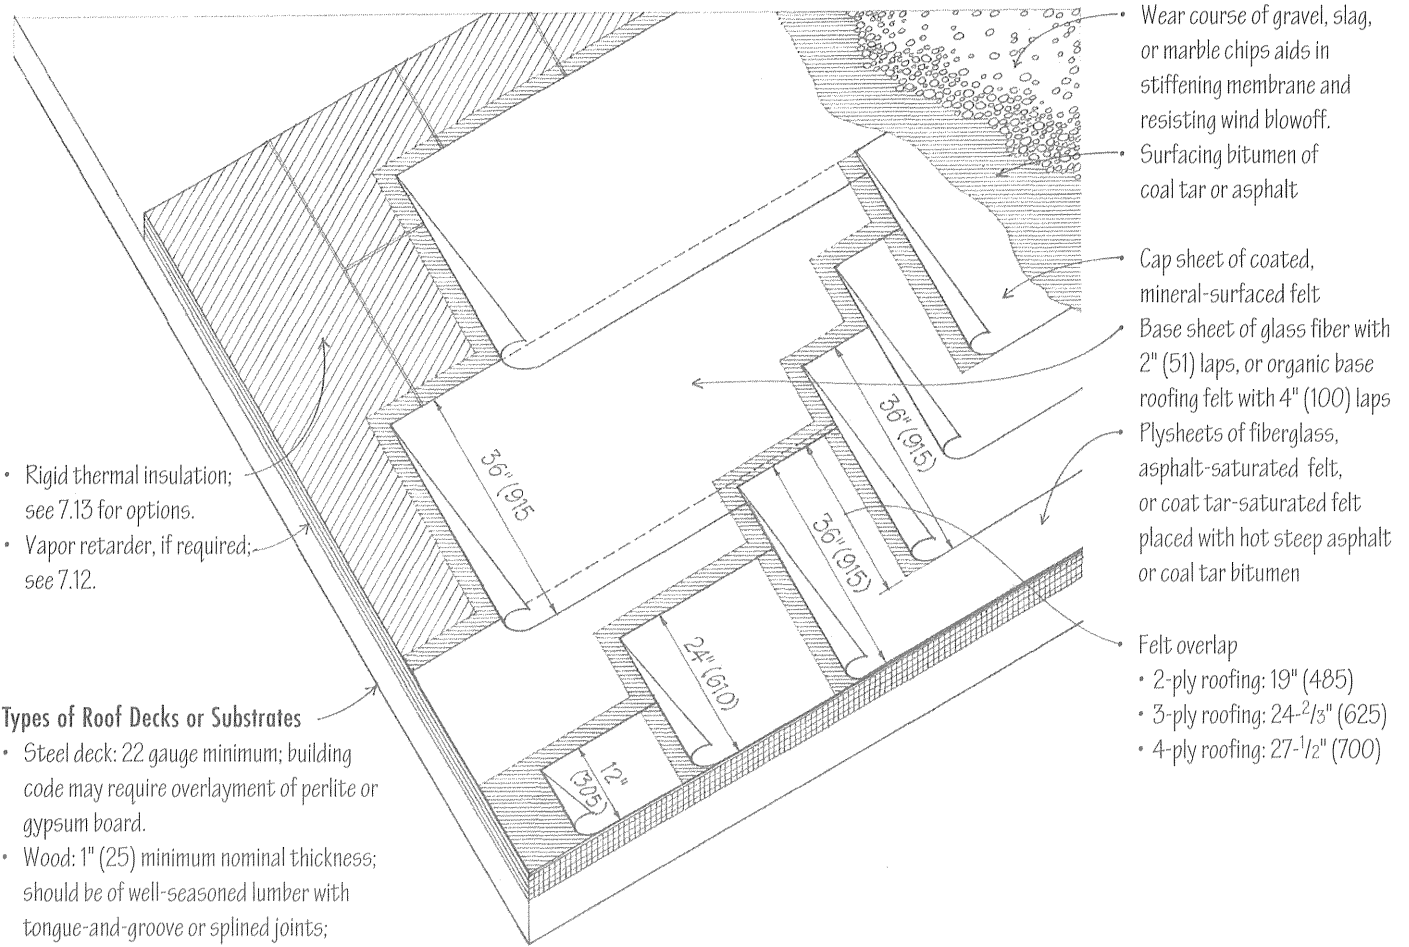 • Wear course of gravel, slag,
or marble chips aids in
stiffening membrane and
resisting wind blowoff.
• Surfacing bitumen of
coal tar or asphalt
• Cap sheet of coated,
mineral-surfaced felt
• Base sheet of glass fiber with
2" (51) laps, or organic base
roofing felt with 4" (100) laps
• Plysheets of fiberglass,
asphalt-saturated felt,
or coat tar-saturated felt
placed with hot steep asphalt
or coal tar bitumen
• Felt overlap
• 2-ply roofing: 19" (485)
• 3-ply roofing: 24-2/3" (625)
• 4-ply roofing: 27-1/2" (700)
36" (915)
36" (915
36" (915)
24" (610)
12"
(305)
• Rigid thermal insulation;
see 7.13 for options.
• Vapor retarder, if required;
see 7.12.
Types of Roof Decks or Substrates
• Steel deck: 22 gauge minimum; building
code may require overlayment of perlite or
gypsum board.
• Wood: 1" (25) minimum nominal thickness;
should be of well-seasoned lumber with
tongue-and-groove or splined joints;